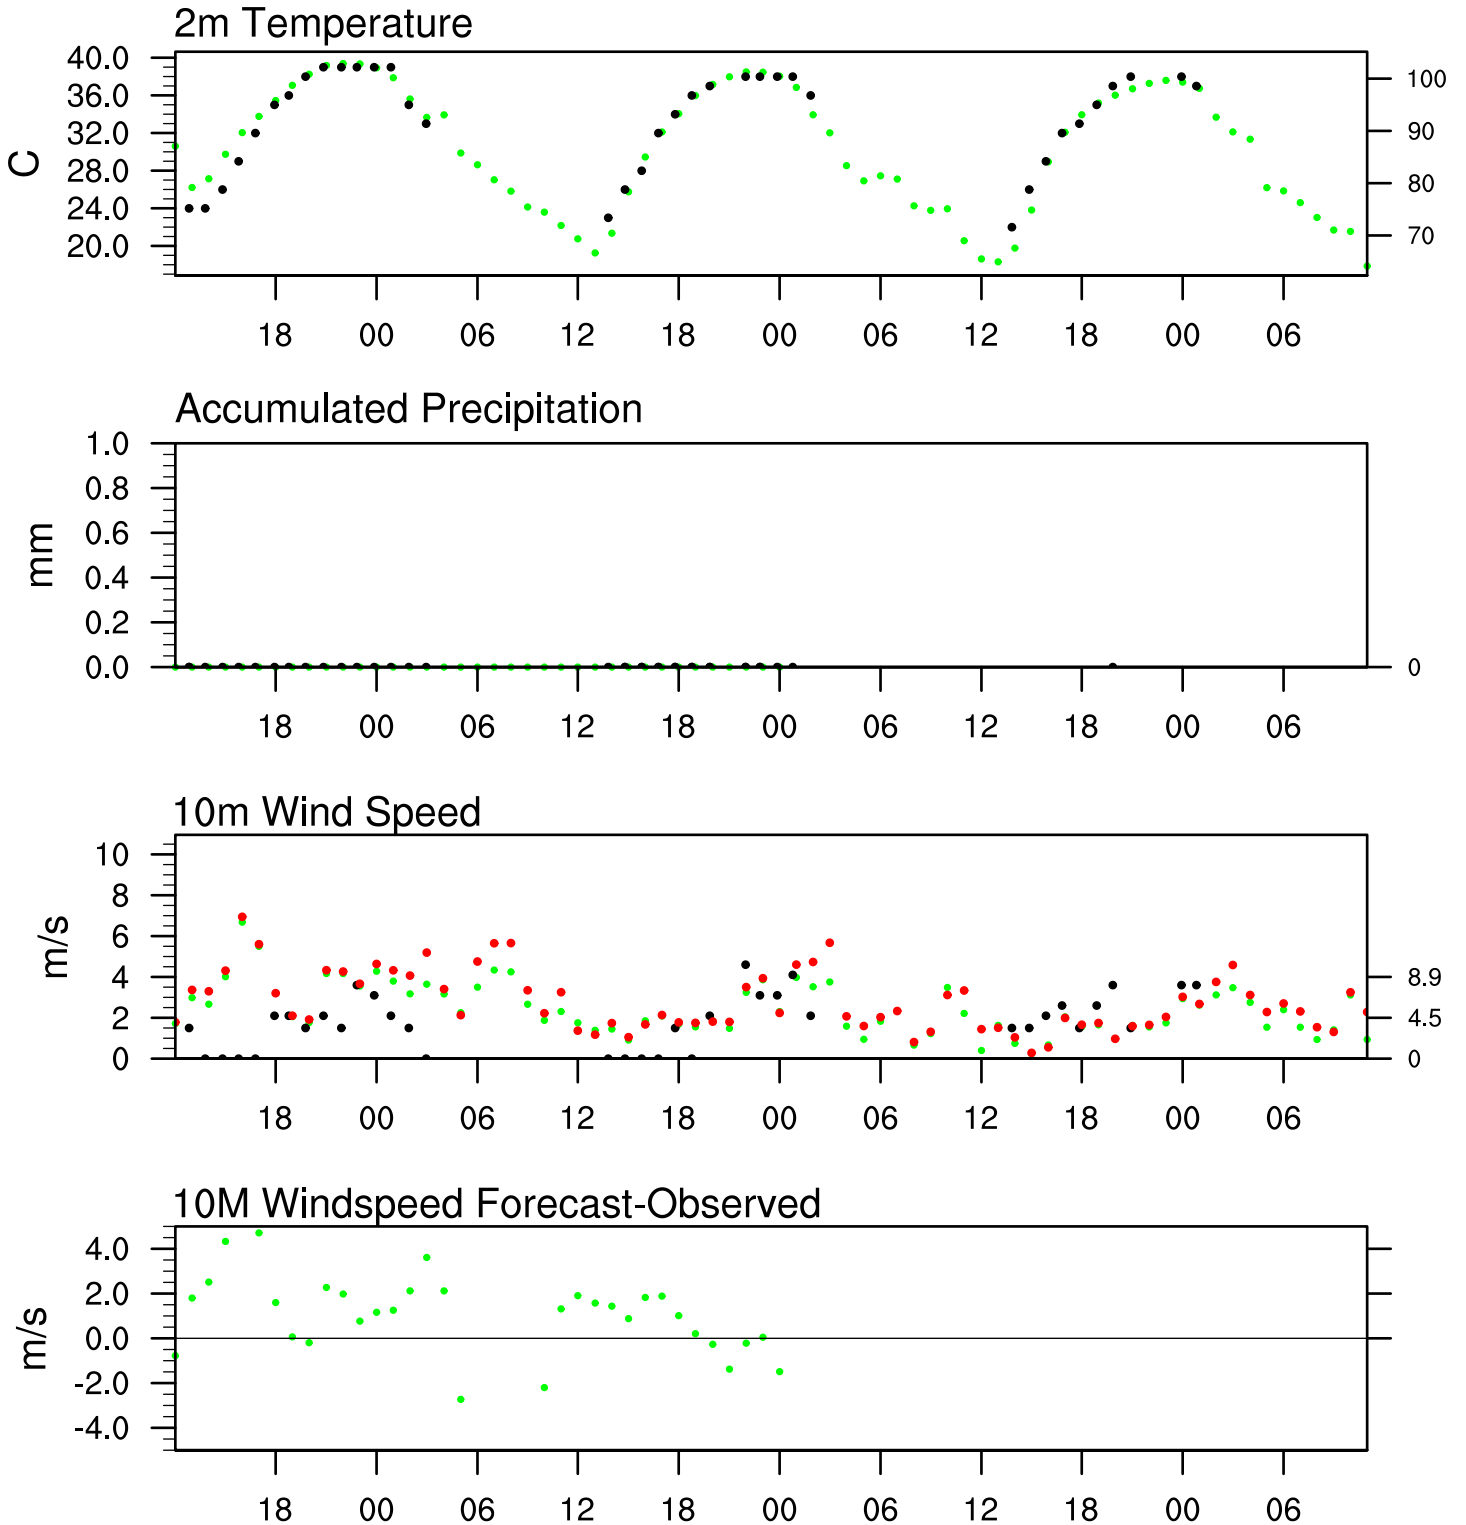 2m Temperature
40.0
36.0
32.0
28.0
24.0
20.0
C
100
90
80
70
18 00 06 12 18 00 06 12 18 00 06
Accumulated Precipitation
1.0
0.8
0.6
0.4
0.2
0.0
mm
0
18 00 06 12 18 00 06 12 18 00 06
10m Wind Speed
10
8
6
4
2
0
m/s
8.9
4.5
0
18 00 06 12 18 00 06 12 18 00 06
10M Windspeed Forecast-Observed
4.0
2.0
0.0
-2.0
-4.0
m/s
18 00 06 12 18 00 06 12 18 00 06